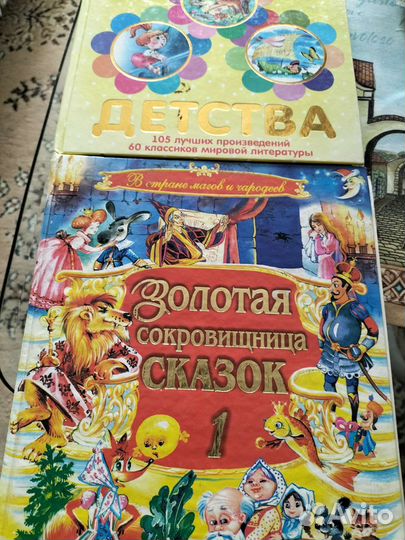 ДЕТСТВА
105 лучших произведений
60 классиков мировой литературы
В стране магов и чародеев
ЗОЛОТАЯ
СОКРОВИЩНИЦА
СКАЗОК
1
Avito